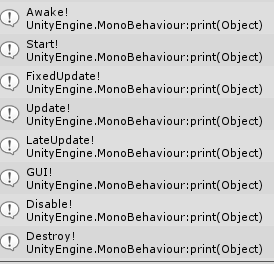 Awake!
UnityEngine.MonoBehaviour:print(Object)
Start!
UnityEngine.MonoBehaviour:print(Object)
FixedUpdate!
UnityEngine.MonoBehaviour:print(Object)
Update!
UnityEngine.MonoBehaviour:print(Object)
LateUpdate!
UnityEngine.MonoBehaviour:print(Object)
GUI!
UnityEngine.MonoBehaviour:print(Object)
Disable!
UnityEngine.MonoBehaviour:print(Object)
Destroy!
UnityEngine.MonoBehaviour:print(Object)